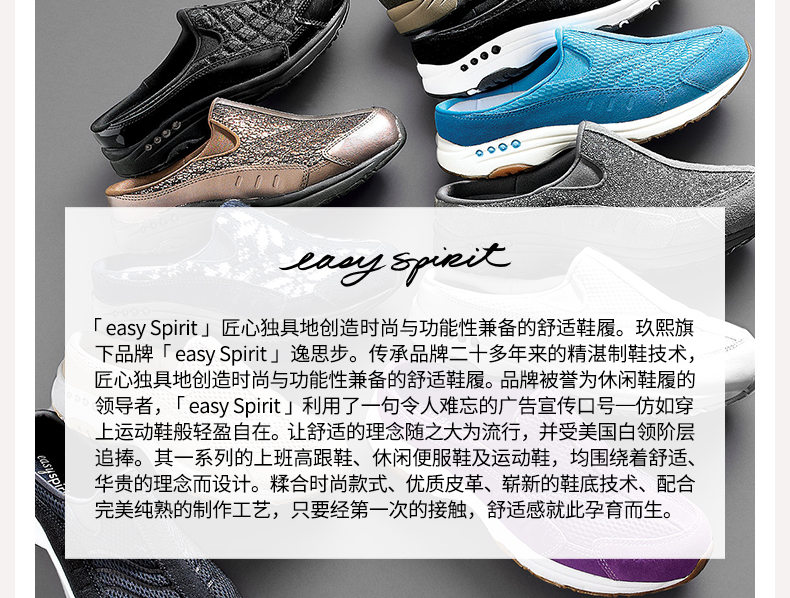 easy spirit
「 easy Spirit 」匠心独具地创造时尚与功能性兼备的舒适鞋履。玖熙旗
下品牌「 easy Spirit 」逸思步。传承品牌二十多年来的精湛制鞋技术，
匠心独具地创造时尚与功能性兼备的舒适鞋履。品牌被誉为休闲鞋履的
领导者，「 easy Spirit 」利用了一句令人难忘的广告宣传口号—仿如穿
上运动鞋般轻盈自在。让舒适的理念随之大为流行，并受美国白领阶层
追捧。其一系列的上班高跟鞋、休闲便服鞋及运动鞋，均围绕着舒适、
华贵的理念而设计。糅合时尚款式、优质皮革、崭新的鞋底技术、配合
完美纯熟的制作工艺，只要经第一次的接触，舒适感就此孕育而生。
easy spirit